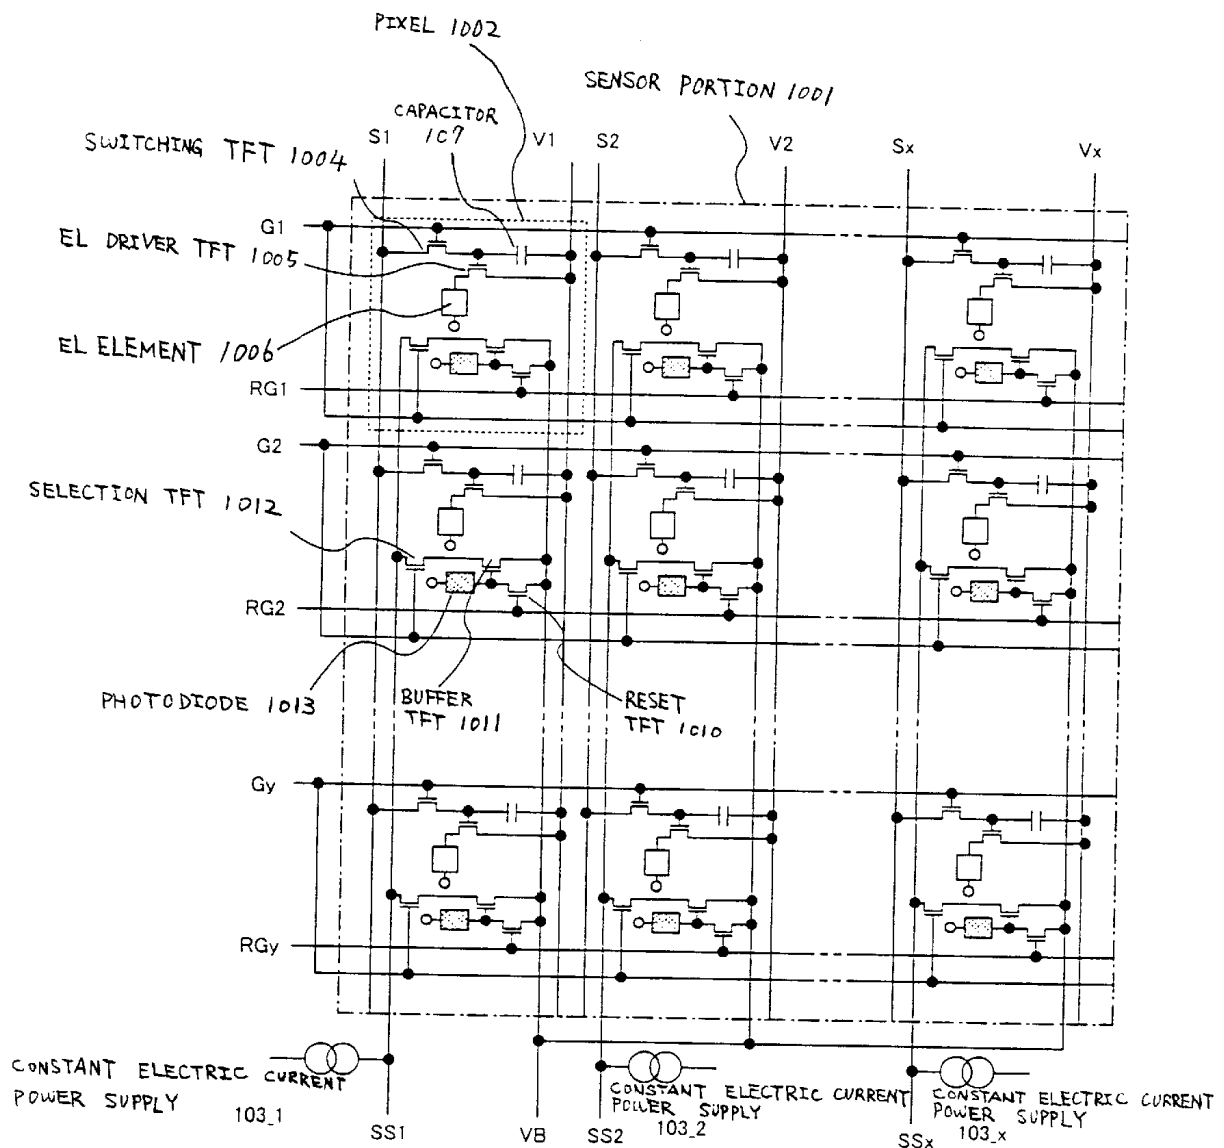 PIXEL 1002
SENSOR PORTION 1001
CAPACITOR
1C7
S1
V1
S2
V2
Sx
Vx
SWITCHING TFT 1004
G1
EL DRIVER TFT 1005
EL ELEMENT 1006
RG1
G2
SELECTION TFT 1012
RG2
PHOTODIODE 1013
BUFFER
TFT 1011
RESET
TFT 1010
Gy
RGy
CONSTANT ELECTRIC CURRENT
POWER SUPPLY
103_1
CONSTANT ELECTRIC CURRENT
POWER SUPPLY
103_2
CONSTANT ELECTRIC CURRENT
POWER SUPPLY
103_x
SS1
VB
SS2
SSx